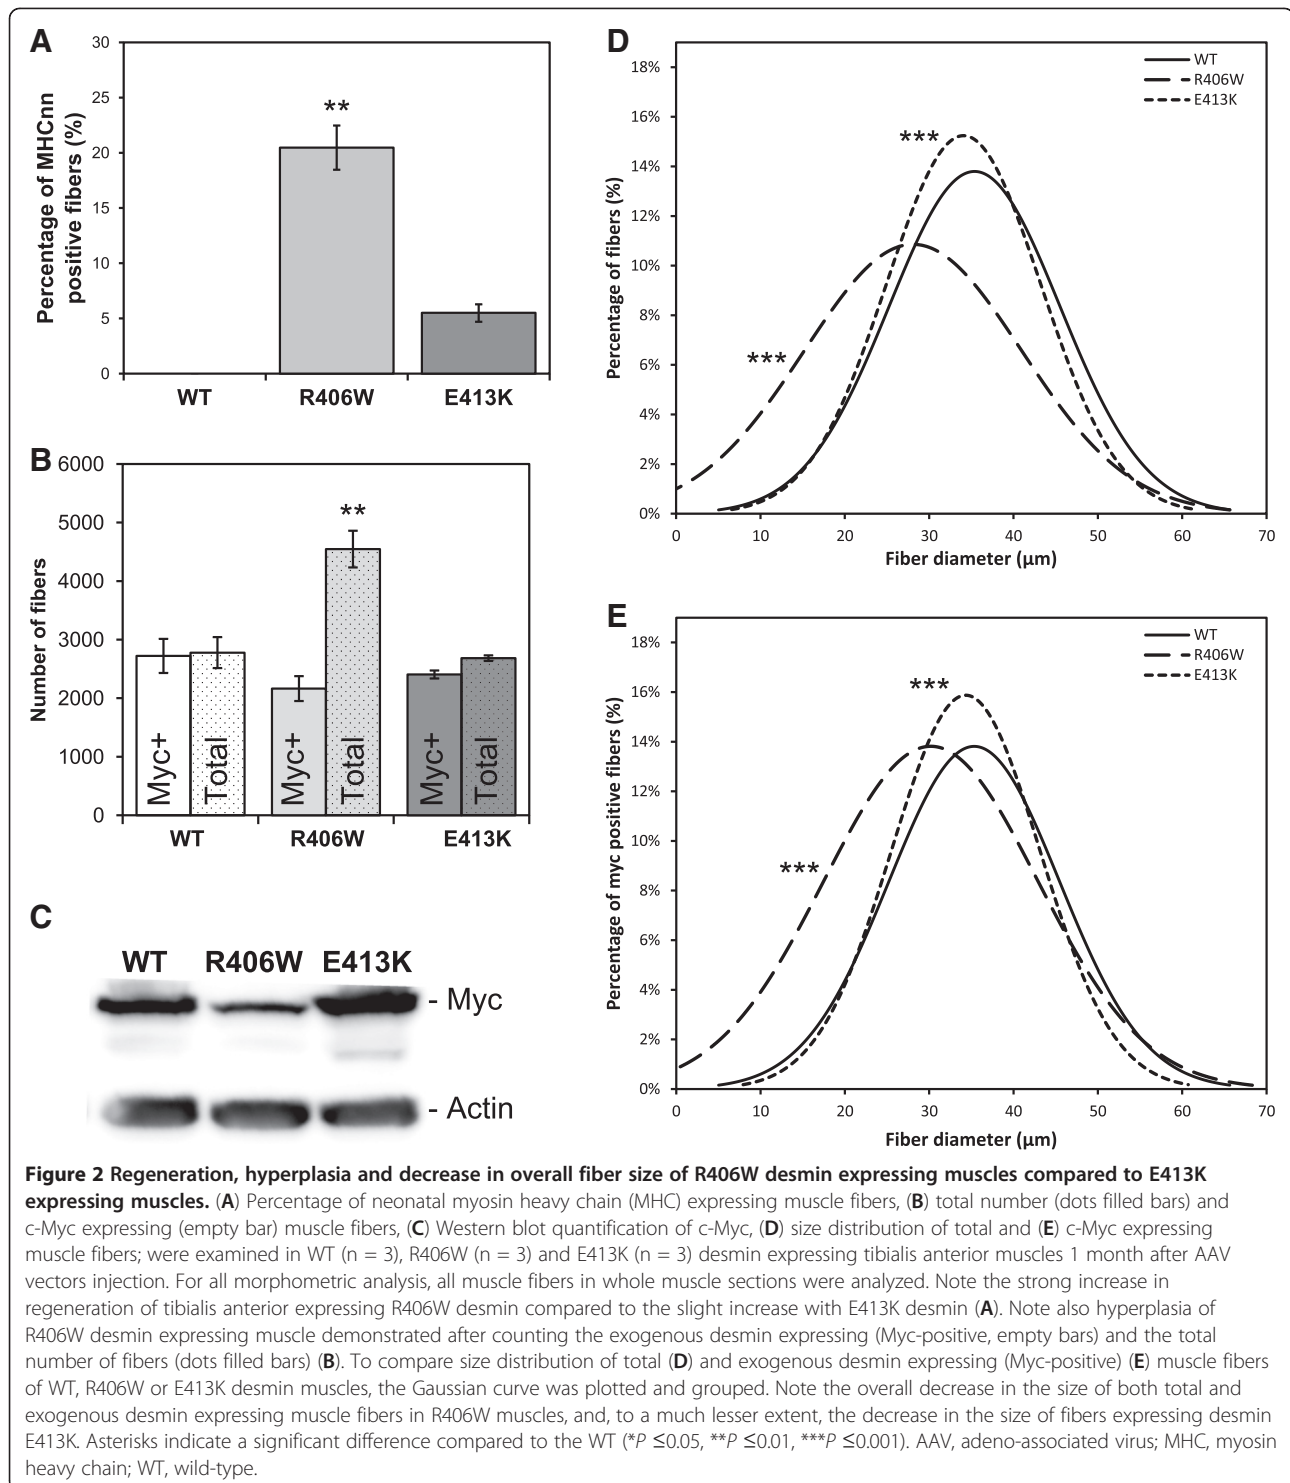 A
Percentage of MHCnn
positive fibers (%)
30
25
20
15
10
5
0
**
WT
R406W
E413K
B
Number of fibers
6000
5000
4000
3000
2000
1000
0
**
Myc+
Total
Myc+
Total
Myc+
Total
WT
R406W
E413K
C
WT R406W E413K
- Myc
- Actin
D
Percentage of fibers (%)
18%
16%
14%
12%
10%
8%
6%
4%
2%
0%
WT
R406W
E413K
***
***
0 10 20 30 40 50 60 70
Fiber diameter (µm)
E
Percentage of myc positive fibers (%)
18%
16%
14%
12%
10%
8%
6%
4%
2%
0%
WT
R406W
E413K
***
***
0 10 20 30 40 50 60 70
Fiber diameter (µm)
Figure 2 Regeneration, hyperplasia and decrease in overall fiber size of R406W desmin expressing muscles compared to E413K
expressing muscles. (A) Percentage of neonatal myosin heavy chain (MHC) expressing muscle fibers, (B) total number (dots filled bars) and
c-Myc expressing (empty bar) muscle fibers, (C) Western blot quantification of c-Myc, (D) size distribution of total and (E) c-Myc expressing
muscle fibers; were examined in WT (n = 3), R406W (n = 3) and E413K (n = 3) desmin expressing tibialis anterior muscles 1 month after AAV
vectors injection. For all morphometric analysis, all muscle fibers in whole muscle sections were analyzed. Note the strong increase in
regeneration of tibialis anterior expressing R406W desmin compared to the slight increase with E413K desmin (A). Note also hyperplasia of
R406W desmin expressing muscle demonstrated after counting the exogenous desmin expressing (Myc-positive, empty bars) and the total
number of fibers (dots filled bars) (B). To compare size distribution of total (D) and exogenous desmin expressing (Myc-positive) (E) muscle fibers
of WT, R406W or E413K desmin muscles, the Gaussian curve was plotted and grouped. Note the overall decrease in the size of both total and
exogenous desmin expressing muscle fibers in R406W muscles, and, to a much lesser extent, the decrease in the size of fibers expressing desmin
E413K. Asterisks indicate a significant difference compared to the WT (*P ≤0.05, **P ≤0.01, ***P ≤0.001). AAV, adeno-associated virus; MHC, myosin
heavy chain; WT, wild-type.